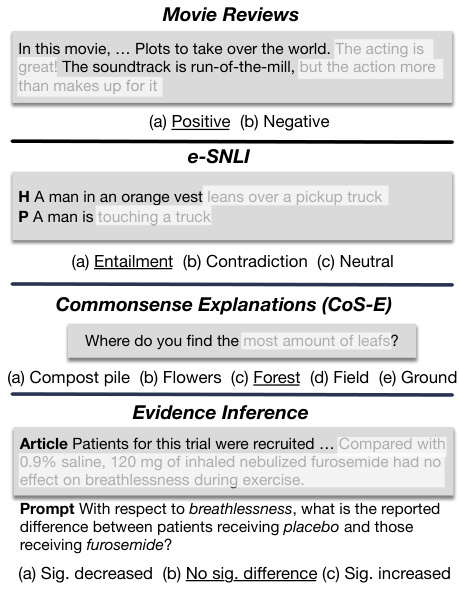 Movie Reviews
In this movie, … Plots to take over the world. The acting is
great! The soundtrack is run-of-the-mill, but the action more
than makes up for it
(a) Positive (b) Negative
e-SNLI
H A man in an orange vest leans over a pickup truck
P A man is touching a truck
(a) Entailment (b) Contradiction (c) Neutral
Commonsense Explanations (CoS-E)
Where do you find the most amount of leafs?
(a) Compost pile (b) Flowers (c) Forest (d) Field (e) Ground
Evidence Inference
Article Patients for this trial were recruited … Compared with
0.9% saline, 120 mg of inhaled nebulized furosemide had no
effect on breathlessness during exercise.
Prompt With respect to breathlessness, what is the reported
difference between patients receiving placebo and those
receiving furosemide?
(a) Sig. decreased (b) No sig. difference (c) Sig. increased